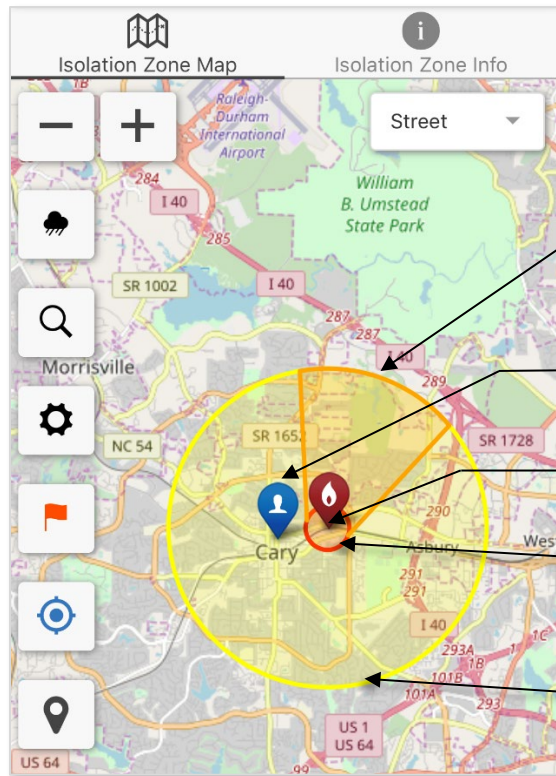 Isolation Zone Map
i
Isolation Zone Info
1B
Raleigh-
Durham
International
Airport
Street
284
I 40
William
B. Umstead
State Park
285
SR 1002
I 40
287
287
I 40
Morrisville
289
NC 54
SR 1652
SR 1728
290
Cary
Asbury
West
291
291
I 40
293A
1C
1B
101B
101A
293
US 1
US 64
US 64
99